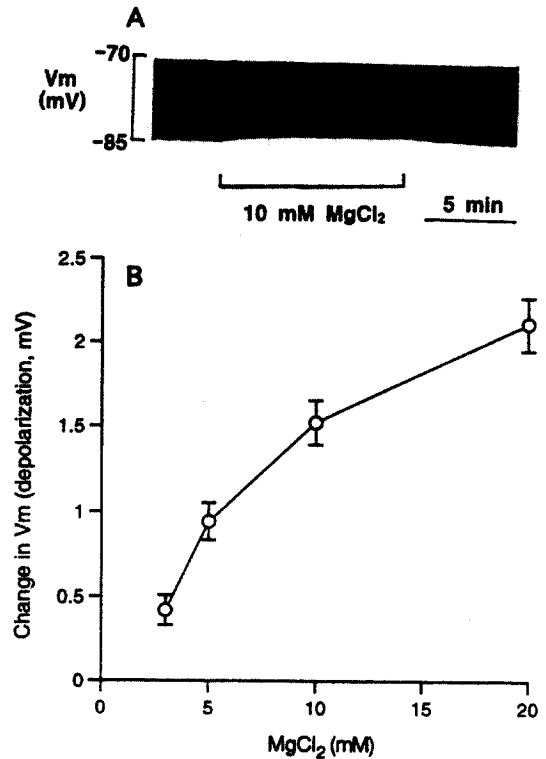 A
-70
Vm
(mV)
-85
10 mM MgCl₂
5 min
B
2.5
2
1.5
1
0.5
0
Change in Vm (depolarization, mV)
0
5
10
15
20
MgCl₂ (mM)